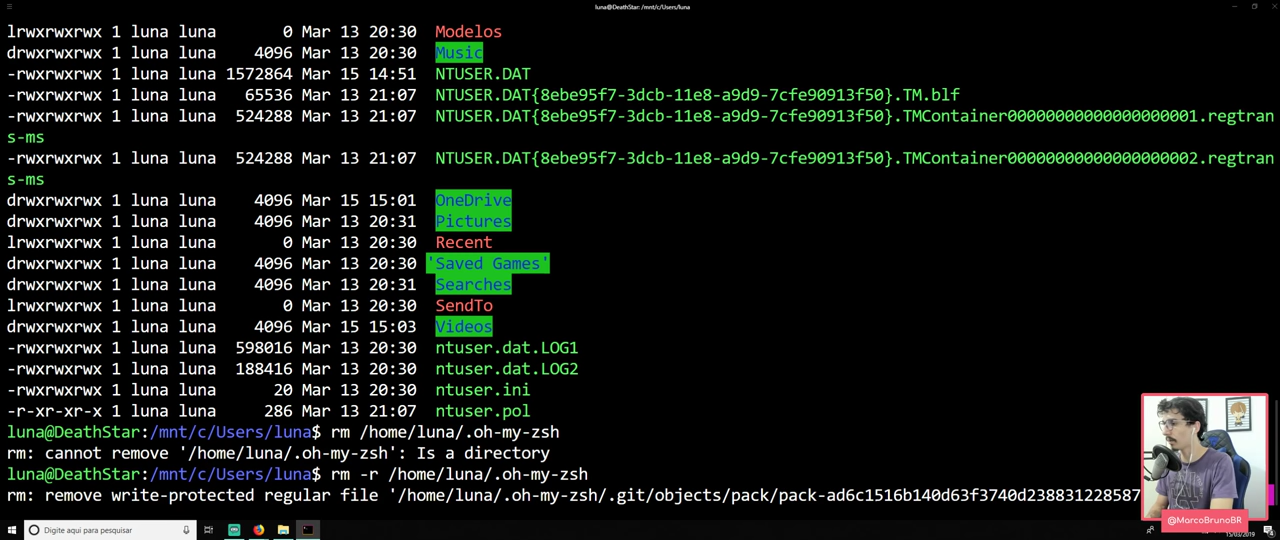 luna@DeathStar: /mnt/c/Users/luna
lrwxrwxrwx 1 luna luna 0 Mar 13 20:30 Modelos
drwxrwxrwx 1 luna luna 4096 Mar 13 20:30 Music
-rwxrwxrwx 1 luna luna 1572864 Mar 15 14:51 NTUSER.DAT
-rwxrwxrwx 1 luna luna 65536 Mar 13 21:07 NTUSER.DAT{8ebe95f7-3dcb-11e8-a9d9-7cfe90913f50}.TM.blf
-rwxrwxrwx 1 luna luna 524288 Mar 13 21:07 NTUSER.DAT{8ebe95f7-3dcb-11e8-a9d9-7cfe90913f50}.TMContainer00000000000000000001.regtran
s-ms
-rwxrwxrwx 1 luna luna 524288 Mar 13 21:07 NTUSER.DAT{8ebe95f7-3dcb-11e8-a9d9-7cfe90913f50}.TMContainer00000000000000000002.regtran
s-ms
drwxrwxrwx 1 luna luna 4096 Mar 15 15:01 OneDrive
drwxrwxrwx 1 luna luna 4096 Mar 13 20:31 Pictures
lrwxrwxrwx 1 luna luna 0 Mar 13 20:30 Recent
drwxrwxrwx 1 luna luna 4096 Mar 13 20:30 'Saved Games'
drwxrwxrwx 1 luna luna 4096 Mar 13 20:31 Searches
lrwxrwxrwx 1 luna luna 0 Mar 13 20:30 SendTo
drwxrwxrwx 1 luna luna 4096 Mar 15 15:03 Videos
-rwxrwxrwx 1 luna luna 598016 Mar 13 20:30 ntuser.dat.LOG1
-rwxrwxrwx 1 luna luna 188416 Mar 13 20:30 ntuser.dat.LOG2
-rwxrwxrwx 1 luna luna 20 Mar 13 20:30 ntuser.ini
-r-xr-xr-x 1 luna luna 286 Mar 13 21:07 ntuser.pol
luna@DeathStar:/mnt/c/Users/luna$ rm /home/luna/.oh-my-zsh
rm: cannot remove '/home/luna/.oh-my-zsh': Is a directory
luna@DeathStar:/mnt/c/Users/luna$ rm -r /home/luna/.oh-my-zsh
rm: remove write-protected regular file '/home/luna/.oh-my-zsh/.git/objects/pack/pack-ad6c1516b140d63f3740d238831228587
@MarcoBrunoBR
Digite aqui para pesquisar
15/03/2019